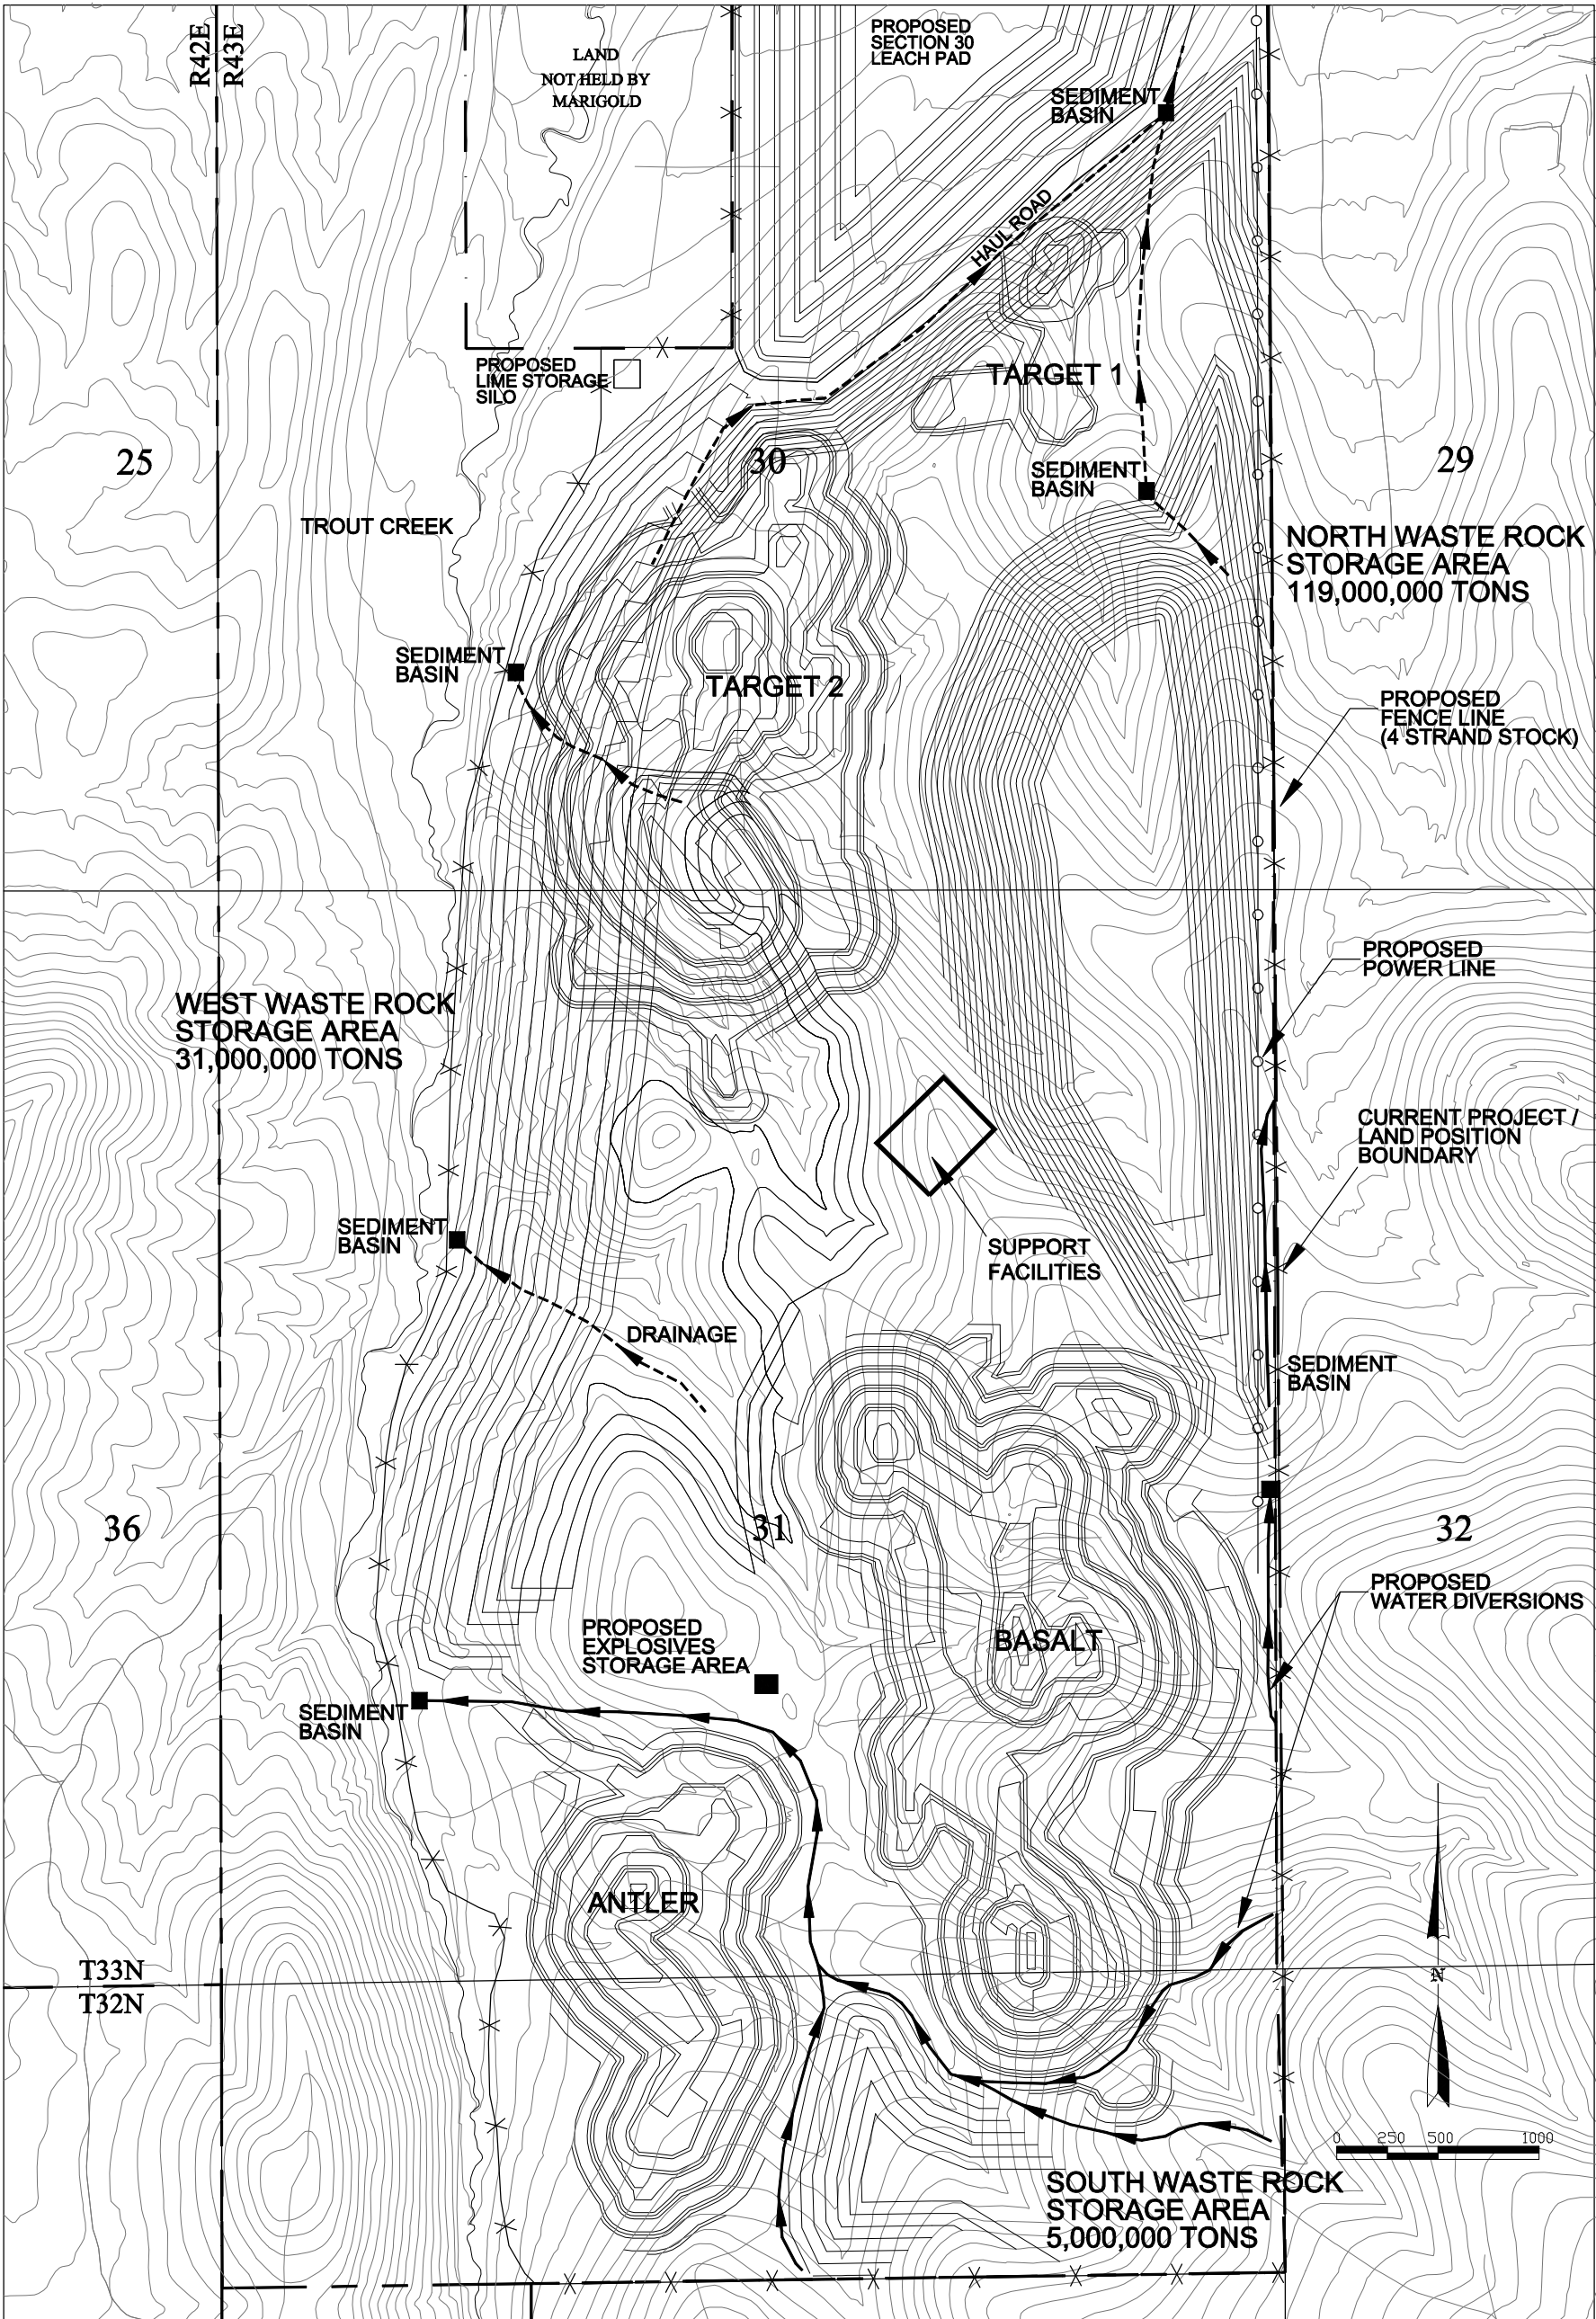 R42E
R43E
LAND
NOT HELD BY
MARIGOLD
PROPOSED
SECTION 30
LEACH PAD
SEDIMENT
BASIN
HAUL ROAD
PROPOSED
LIME STORAGE
SILO
TARGET 1
25
30
SEDIMENT
BASIN
29
TROUT CREEK
NORTH WASTE ROCK
STORAGE AREA
119,000,000 TONS
SEDIMENT
BASIN
TARGET 2
PROPOSED
FENCE LINE
(4 STRAND STOCK)
PROPOSED
POWER LINE
WEST WASTE ROCK
STORAGE AREA
31,000,000 TONS
CURRENT PROJECT /
LAND POSITION
BOUNDARY
SEDIMENT
BASIN
SUPPORT
FACILITIES
DRAINAGE
SEDIMENT
BASIN
36
31
32
PROPOSED
WATER DIVERSIONS
PROPOSED
EXPLOSIVES
STORAGE AREA
BASALT
SEDIMENT
BASIN
ANTLER
T33N
T32N
N
0 250 500 1000
SOUTH WASTE ROCK
STORAGE AREA
5,000,000 TONS